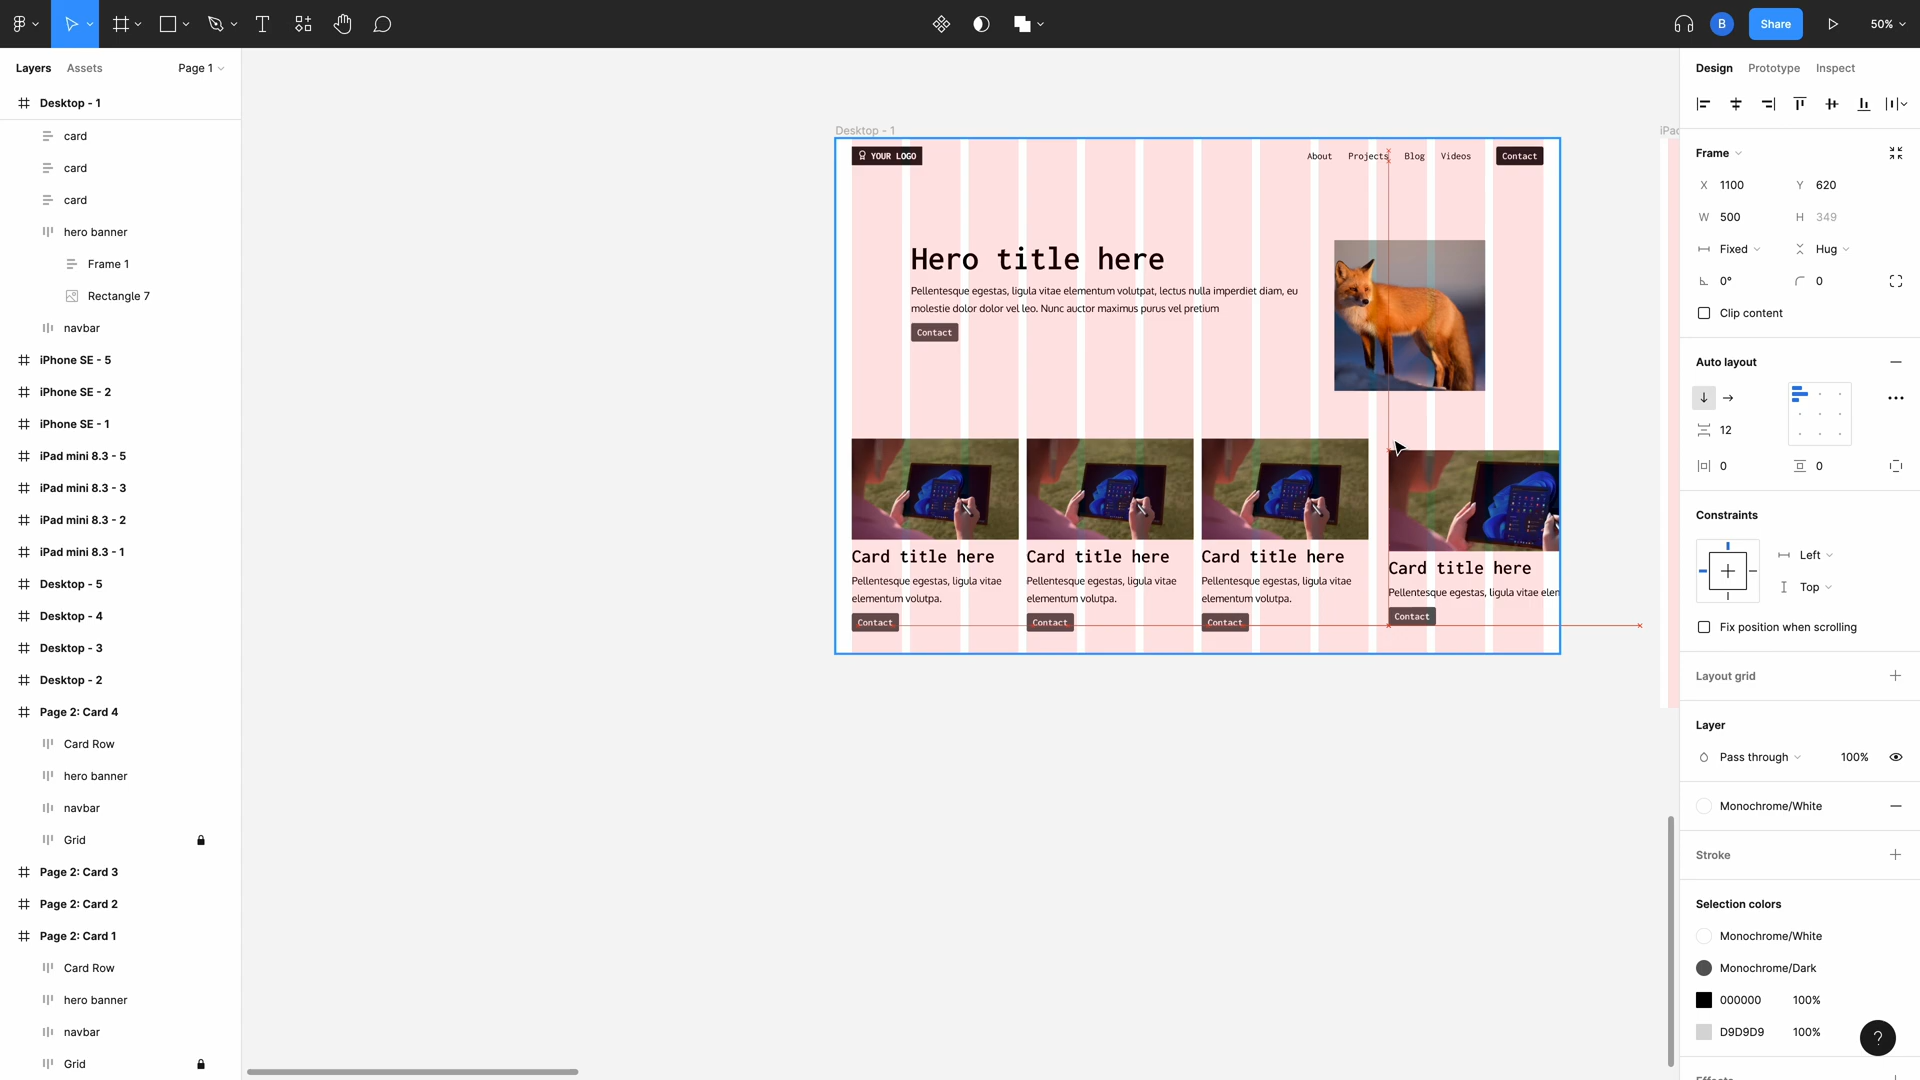 B
Share
50%
Layers
Assets
Page 1
Desktop - 1
card
card
card
hero banner
Frame 1
Rectangle 7
navbar
iPhone SE - 5
iPhone SE - 2
iPhone SE - 1
iPad mini 8.3 - 5
iPad mini 8.3 - 3
iPad mini 8.3 - 2
iPad mini 8.3 - 1
Desktop - 5
Desktop - 4
Desktop - 3
Desktop - 2
Page 2: Card 4
Card Row
hero banner
navbar
Grid
Page 2: Card 3
Page 2: Card 2
Page 2: Card 1
Card Row
hero banner
navbar
Grid
Desktop - 1
YOUR LOGO
About
Projects
Blog
Videos
Contact
Hero title here
Pellentesque egestas, ligula vitae elementum volutpat, lectus nulla imperdiet diam, eu
molestie dolor dolor vel leo. Nunc auctor maximus purus vel pretium
Contact
Card title here
Pellentesque egestas, ligula vitae
elementum volutpa.
Contact
Card title here
Pellentesque egestas, ligula vitae
elementum volutpa.
Contact
Card title here
Pellentesque egestas, ligula vitae
elementum volutpa.
Contact
Card title here
Pellentesque egestas, ligula vitae elen
Contact
iPad
Design
Prototype
Inspect
Frame
X 1100
Y 620
W 500
H 349
Fixed
Hug
0°
0
Clip content
Auto layout
12
0
0
Constraints
Left
Top
Fix position when scrolling
Layout grid
Layer
Pass through
100%
Monochrome/White
Stroke
Selection colors
Monochrome/White
Monochrome/Dark
000000
100%
D9D9D9
100%
?